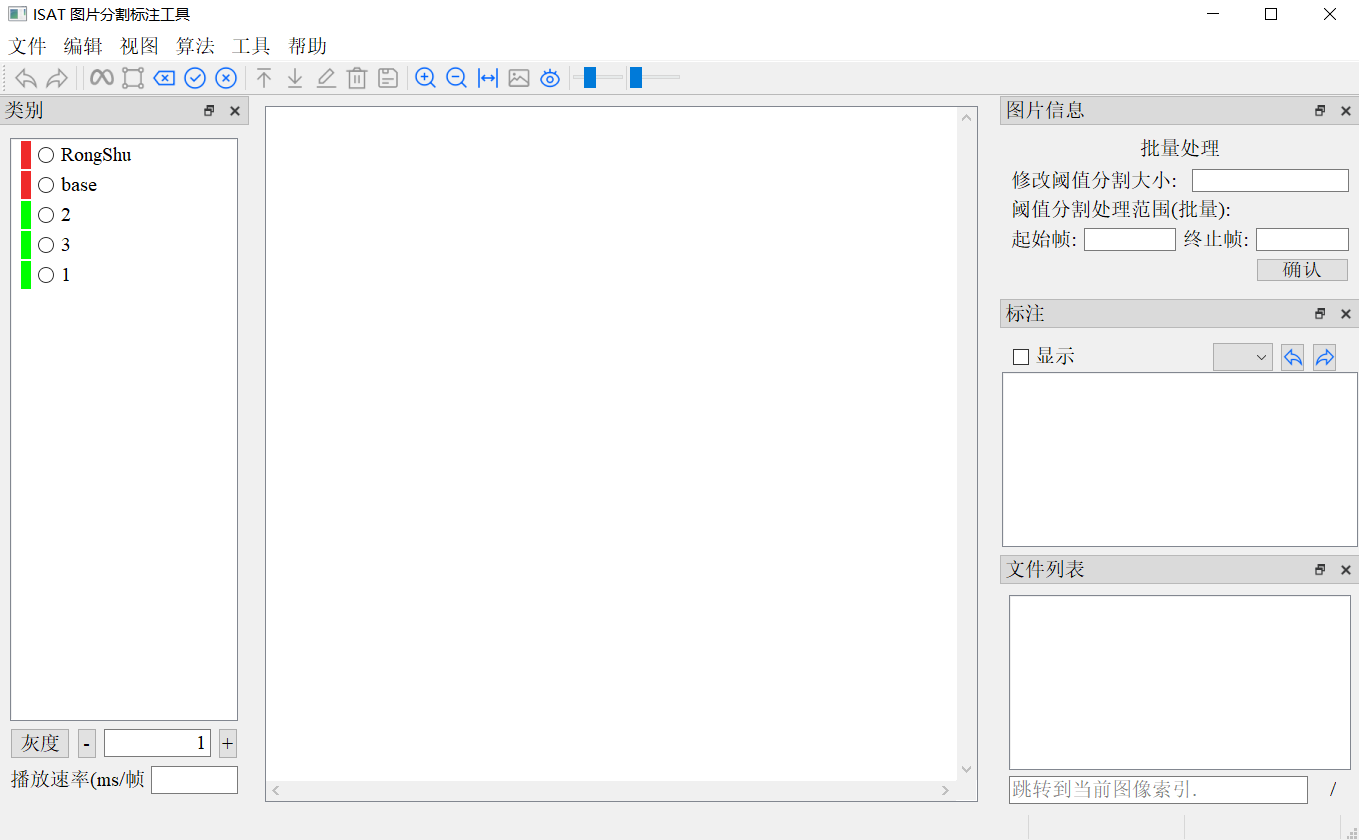 ISAT 图片分割标注工具
文件 编辑 视图 算法 工具 帮助
类别
RongShu
base
2
3
1
灰度 - 1 +
播放速率(ms/帧
图片信息
批量处理
修改阈值分割大小:
阈值分割处理范围(批量):
起始帧: 终止帧:
确认
标注
显示
文件列表
跳转到当前图像索引. /